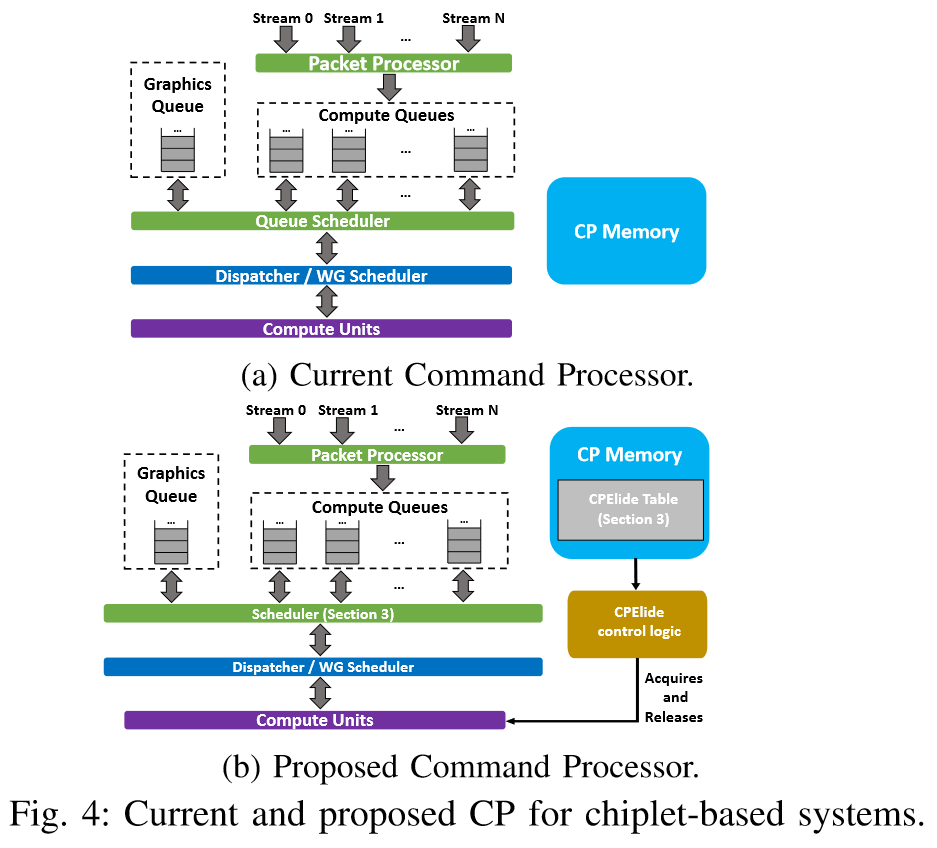 Stream 0 Stream 1 Stream N
...
Packet Processor
Graphics
Queue
Compute Queues
... ... ... ...
...
...
Queue Scheduler
CP Memory
Dispatcher / WG Scheduler
Compute Units
(a) Current Command Processor.
Stream 0 Stream 1 Stream N
...
Packet Processor
CP Memory
Graphics
Queue
Compute Queues
CPElide Table
(Section 3)
... ... ... ...
...
...
Scheduler (Section 3)
CPElide
control logic
Dispatcher / WG Scheduler
Acquires
and
Releases
Compute Units
(b) Proposed Command Processor.
Fig. 4: Current and proposed CP for chiplet-based systems.